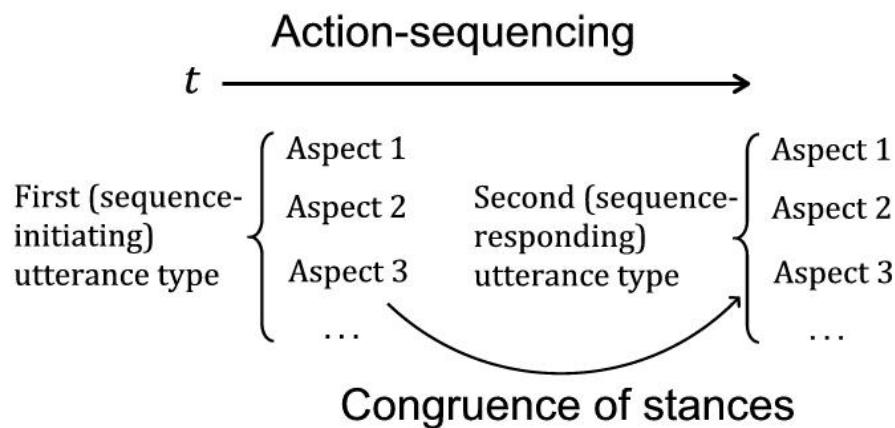 Action-sequencing
t
First (sequence-
initiating)
utterance type
Aspect 1
Aspect 2
Aspect 3
...
Second (sequence-
responding)
utterance type
Aspect 1
Aspect 2
Aspect 3
...
Congruence of stances